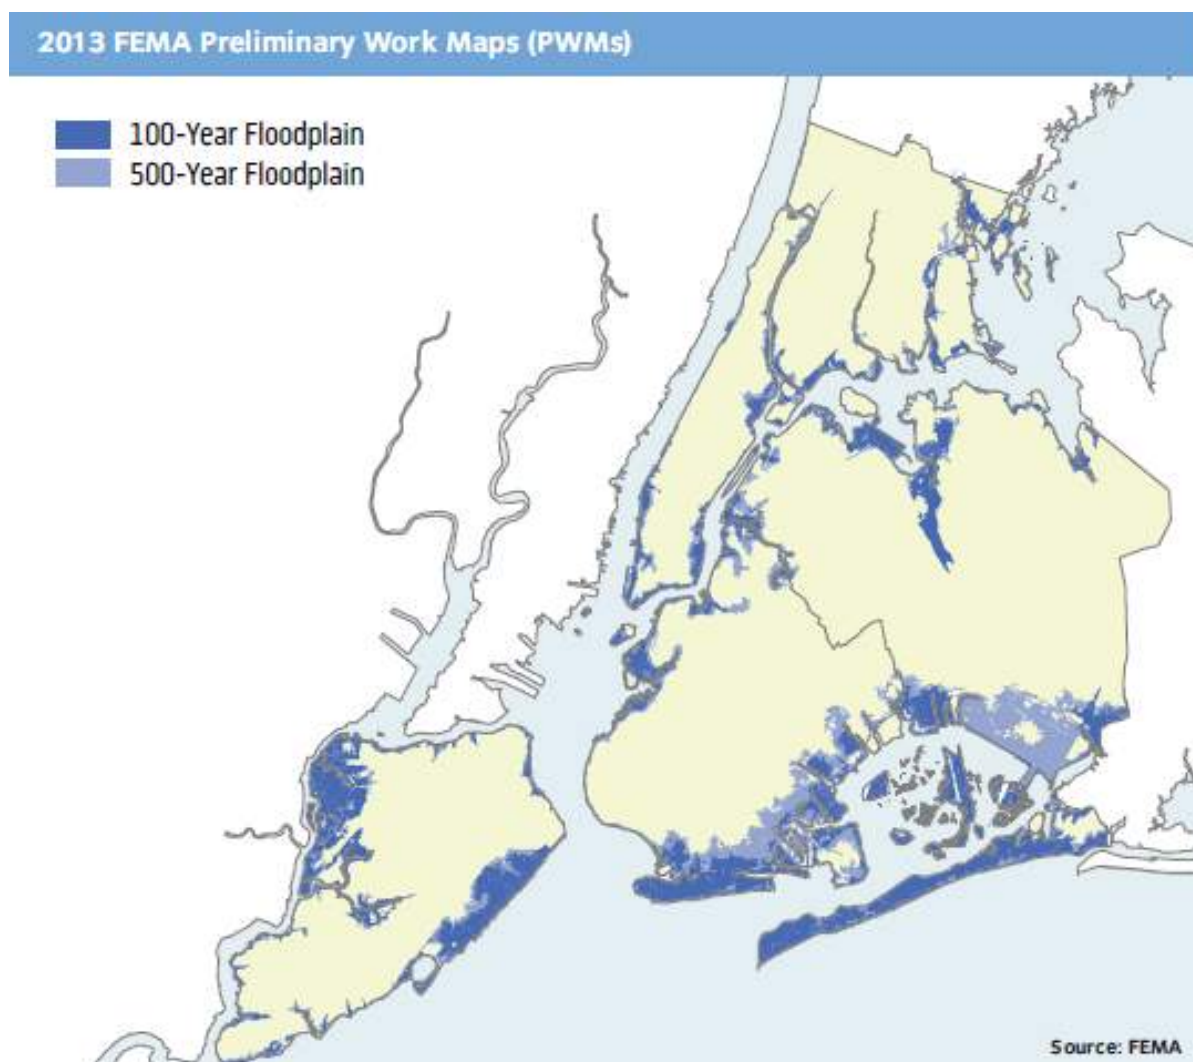 2013 FEMA Preliminary Work Maps (PWMs)
100-Year Floodplain
500-Year Floodplain
Source: FEMA